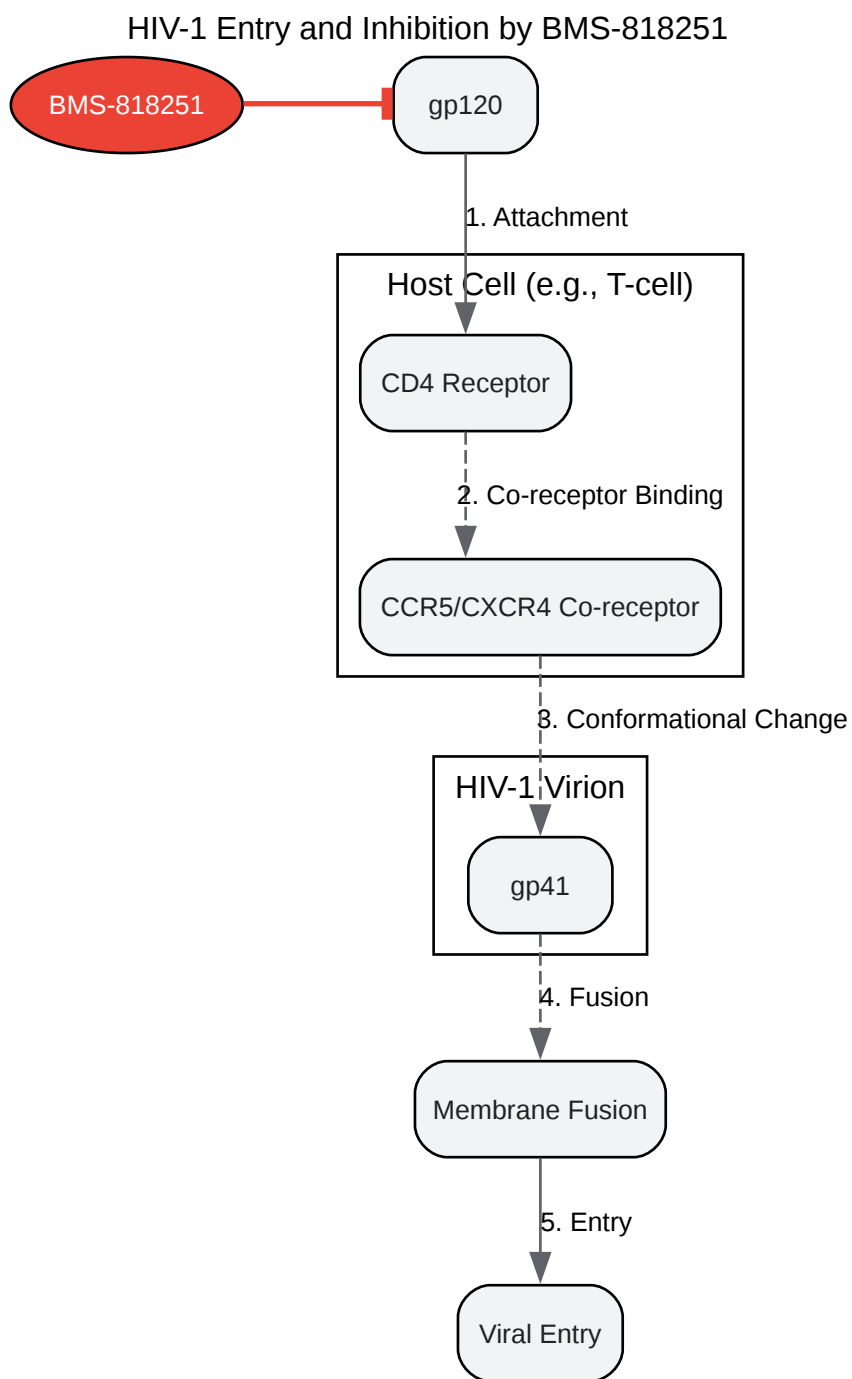 HIV-1 Entry and Inhibition by BMS-818251
BMS-818251
gp120
1. Attachment
Host Cell (e.g., T-cell)
CD4 Receptor
2. Co-receptor Binding
CCR5/CXCR4 Co-receptor
3. Conformational Change
HIV-1 Virion
gp41
4. Fusion
Membrane Fusion
5. Entry
Viral Entry